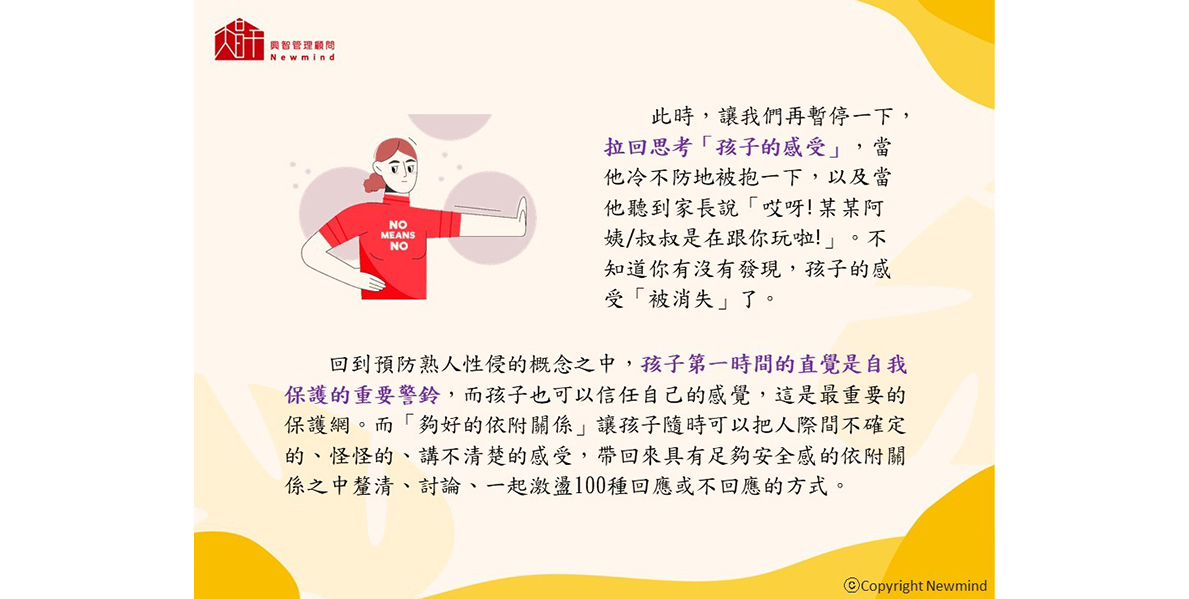 興智管理顧問
Newmind
此時，讓我們再暫停一下，
拉回思考「孩子的感受」，當
他冷不防地被抱一下，以及當
他聽到家長說「哎呀!某某阿
姨/叔叔是在跟你玩啦!」。不
知道你有沒有發現，孩子的感
受「被消失」了。
NO
MEANS
NO
回到預防熟人性侵的概念之中，孩子第一時間的直覺是自我
保護的重要警鈴，而孩子也可以信任自己的感覺，這是最重要的
保護網。而「夠好的依附關係」讓孩子隨時可以把人際間不確定
的、怪怪的、講不清楚的感受，帶回來具有足夠安全感的依附關
係之中釐清、討論、一起激盪100種回應或不回應的方式。
©Copyright Newmind